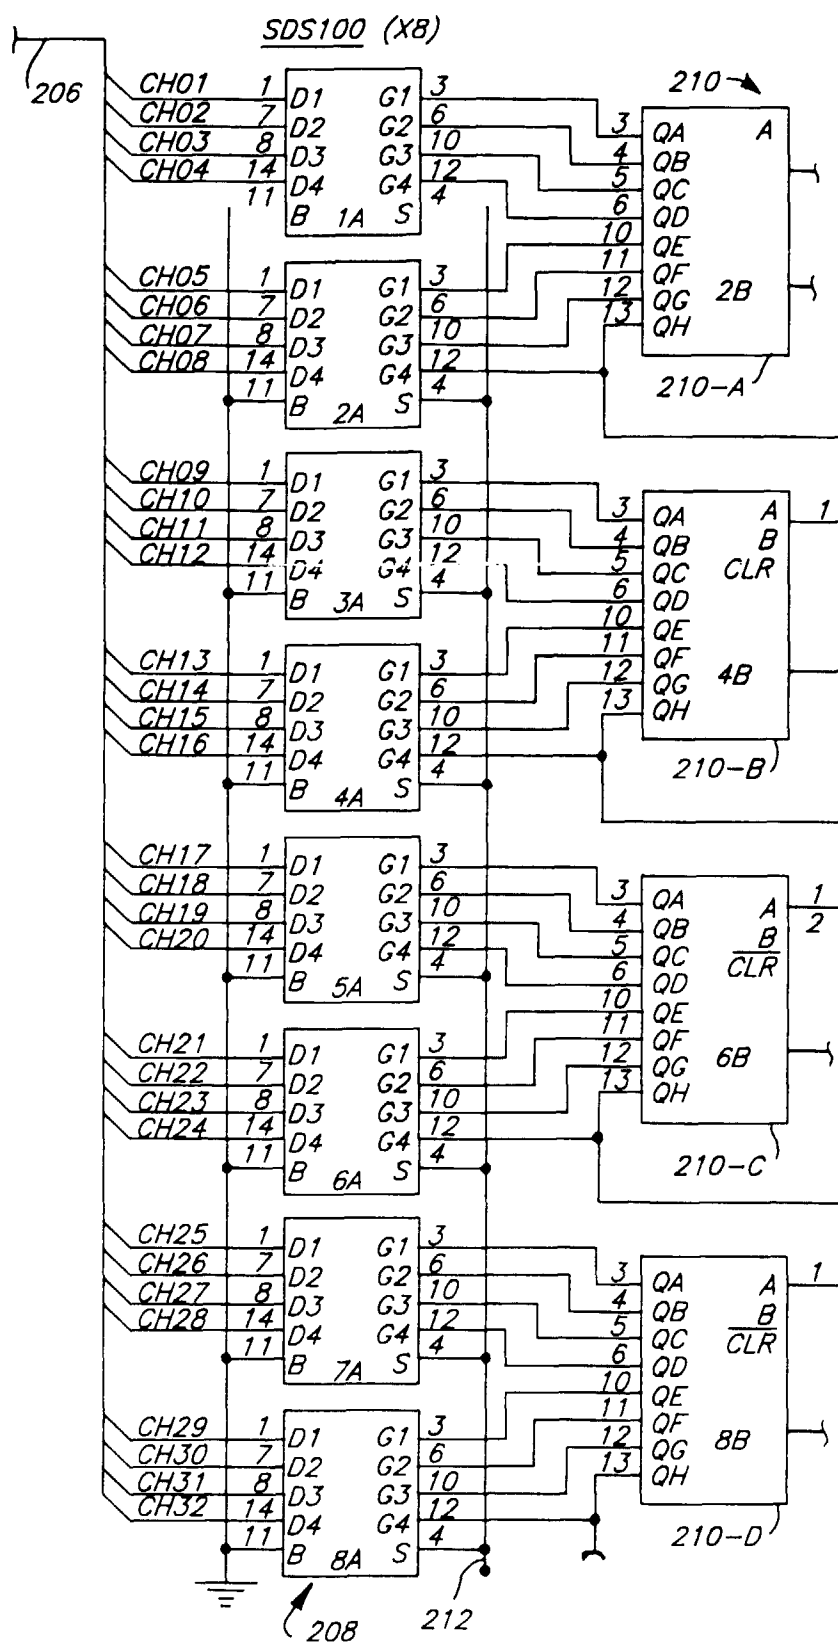 SDS100 (X8)
206
210
CH01 1 D1 G1 3
CH02 7 D2 G2 6
CH03 8 D3 G3 10
CH04 14 D4 G4 12
11 B 1A S 4
3 QA A
4 QB
5 QC
6 QD
10 QE
11 QF
12 QG 2B
13 QH
210-A
CH05 1 D1 G1 3
CH06 7 D2 G2 6
CH07 8 D3 G3 10
CH08 14 D4 G4 12
11 B 2A S 4
CH09 1 D1 G1 3
CH10 7 D2 G2 6
CH11 8 D3 G3 10
CH12 14 D4 G4 12
11 B 3A S 4
3 QA A 1
4 QB B
5 QC CLR
6 QD
10 QE
11 QF
12 QG 4B
13 QH
210-B
CH13 1 D1 G1 3
CH14 7 D2 G2 6
CH15 8 D3 G3 10
CH16 14 D4 G4 12
11 B 4A S 4
CH17 1 D1 G1 3
CH18 7 D2 G2 6
CH19 8 D3 G3 10
CH20 14 D4 G4 12
11 B 5A S 4
3 QA A 1
4 QB B 2
5 QC CLR
6 QD
10 QE
11 QF
12 QG 6B
13 QH
210-C
CH21 1 D1 G1 3
CH22 7 D2 G2 6
CH23 8 D3 G3 10
CH24 14 D4 G4 12
11 B 6A S 4
CH25 1 D1 G1 3
CH26 7 D2 G2 6
CH27 8 D3 G3 10
CH28 14 D4 G4 12
11 B 7A S 4
3 QA A 1
4 QB B
5 QC CLR
6 QD
10 QE
11 QF
12 QG 8B
13 QH
210-D
CH29 1 D1 G1 3
CH30 7 D2 G2 6
CH31 8 D3 G3 10
CH32 14 D4 G4 12
11 B 8A S 4
208
212